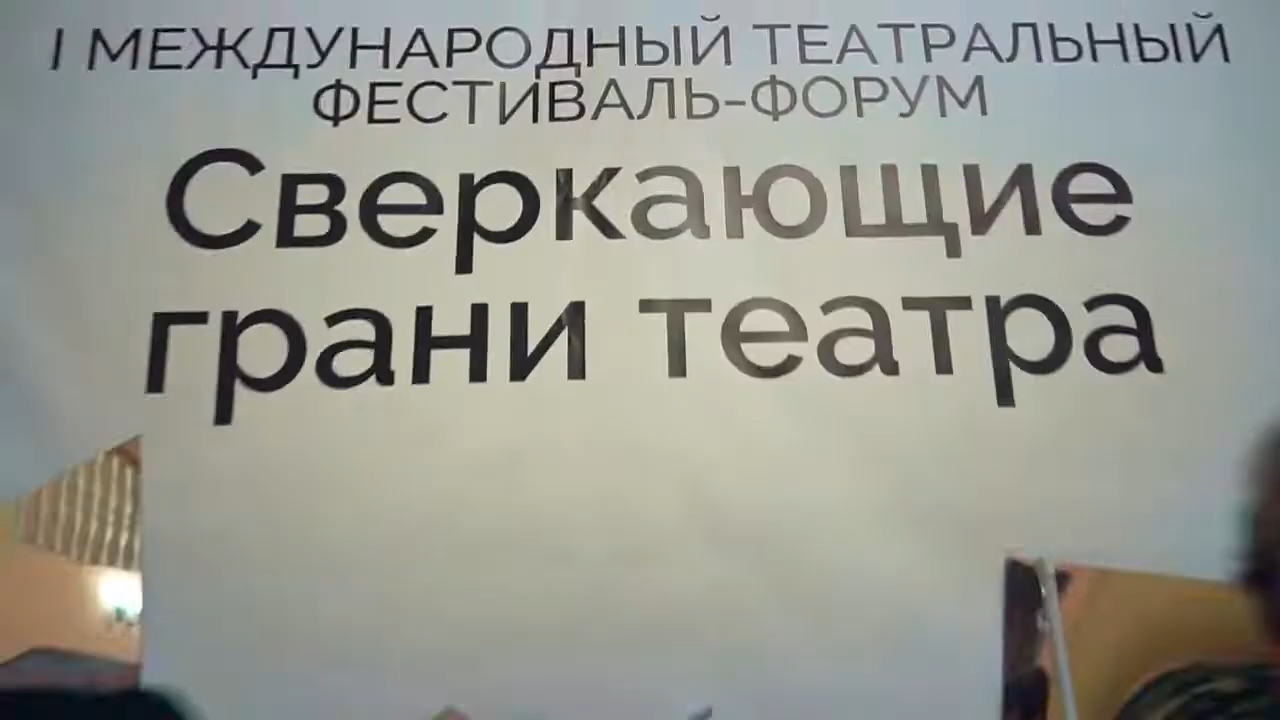 I МЕЖДУНАРОДНЫЙ ТЕАТРАЛЬНЫЙ
ФЕСТИВАЛЬ-ФОРУМ
Сверкающие
грани театра